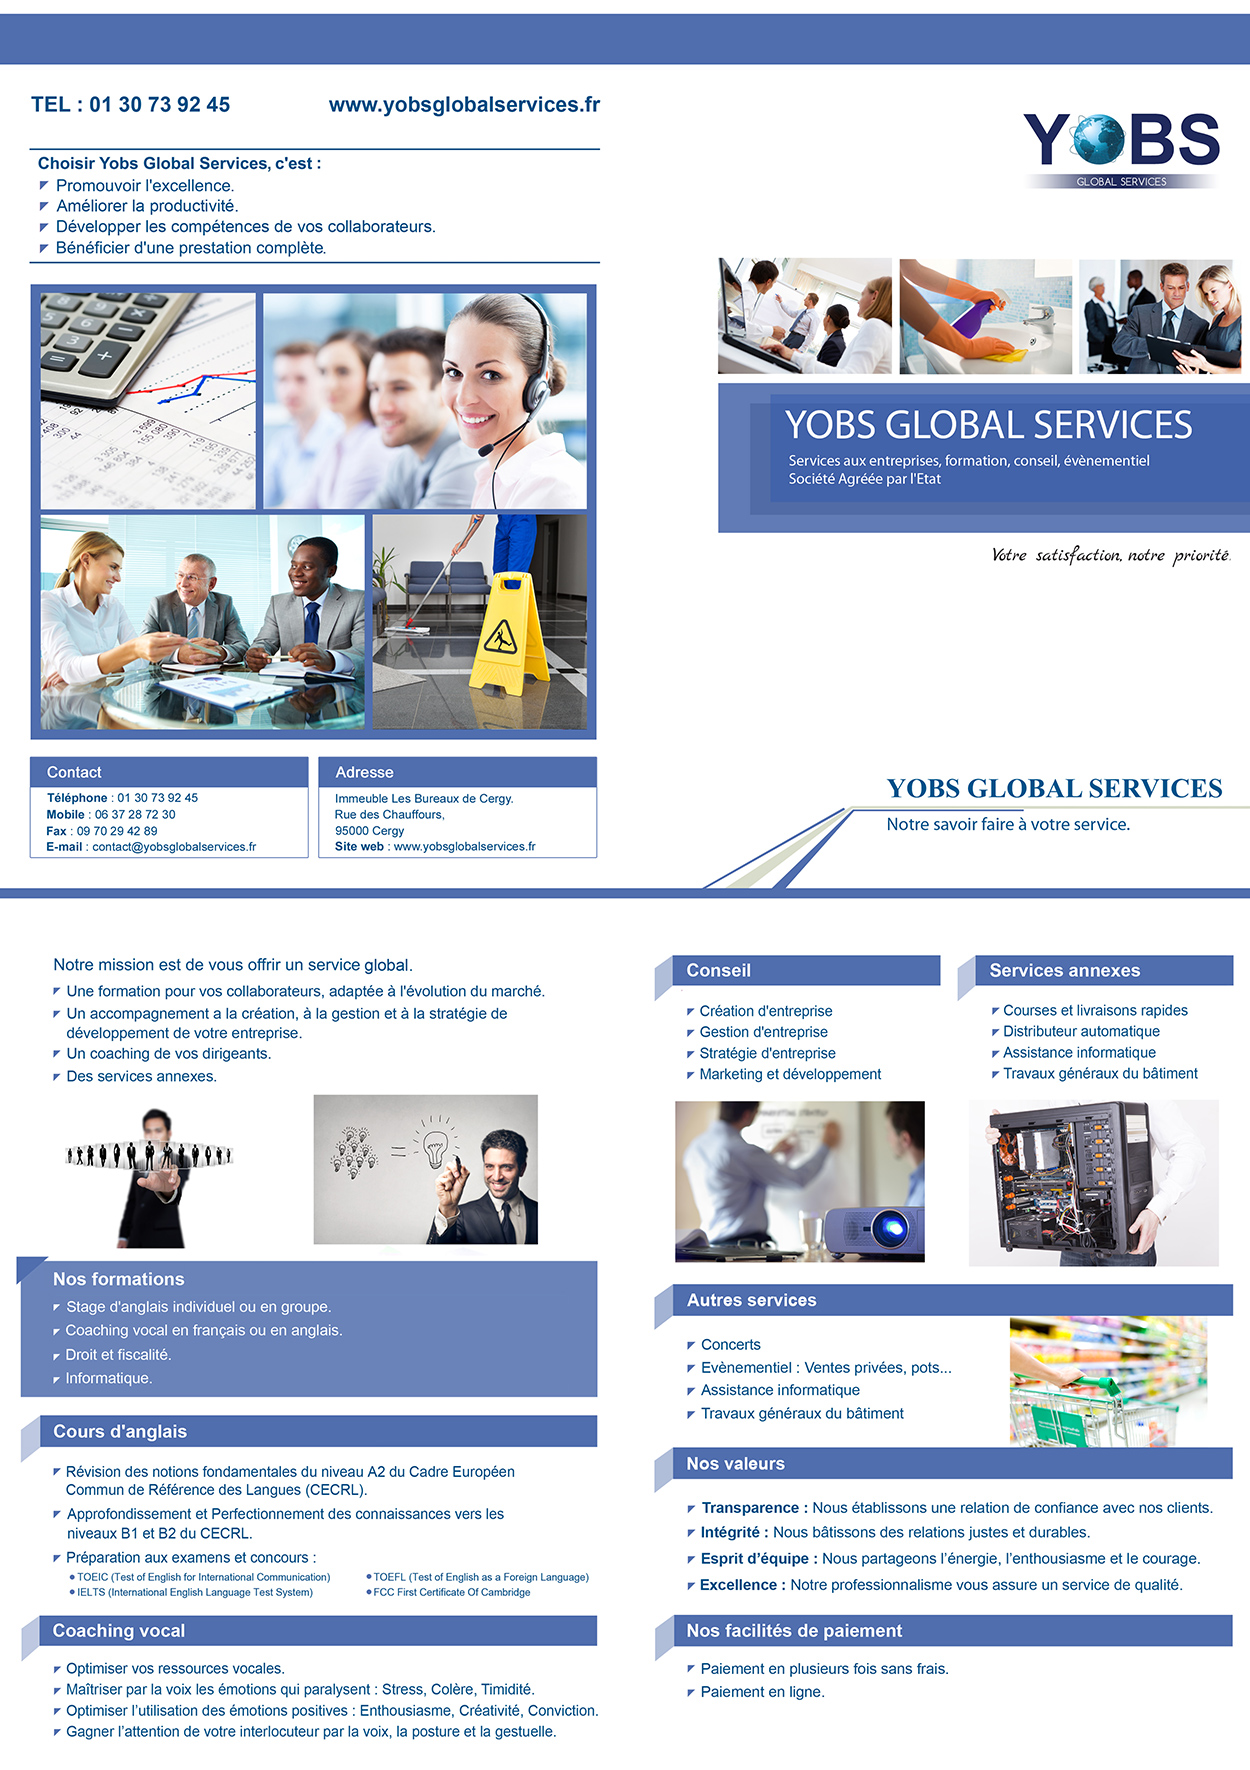 TEL : 01 30 73 92 45
www.yobsglobalservices.fr
Choisir Yobs Global Services, c'est :
Promouvoir l'excellence.
Améliorer la productivité.
Développer les compétences de vos collaborateurs.
Bénéficier d'une prestation complète.
Contact
Téléphone : 01 30 73 92 45
Mobile : 06 37 28 72 30
Fax : 09 70 29 42 89
E-mail : contact@yobsglobalservices.fr
Adresse
Immeuble Les Bureaux de Cergy.
Rue des Chauffours,
95000 Cergy
Site web : www.yobsglobalservices.fr
YOBS
GLOBAL SERVICES
YOBS GLOBAL SERVICES
Services aux entreprises, formation, conseil, évènementiel
Société Agréée par l'Etat
Votre satisfaction, notre priorité.
YOBS GLOBAL SERVICES
Notre savoir faire à votre service.
Notre mission est de vous offrir un service global.
Une formation pour vos collaborateurs, adaptée à l'évolution du marché.
Un accompagnement a la création, à la gestion et à la stratégie de
développement de votre entreprise.
Un coaching de vos dirigeants.
Des services annexes.
Nos formations
Stage d'anglais individuel ou en groupe.
Coaching vocal en français ou en anglais.
Droit et fiscalité.
Informatique.
Cours d'anglais
Révision des notions fondamentales du niveau A2 du Cadre Européen
Commun de Référence des Langues (CECRL).
Approfondissement et Perfectionnement des connaissances vers les
niveaux B1 et B2 du CECRL.
Préparation aux examens et concours :
TOEIC (Test of English for International Communication)
TOEFL (Test of English as a Foreign Language)
IELTS (International English Language Test System)
FCC First Certificate Of Cambridge
Coaching vocal
Optimiser vos ressources vocales.
Maîtriser par la voix les émotions qui paralysent : Stress, Colère, Timidité.
Optimiser l'utilisation des émotions positives : Enthousiasme, Créativité, Conviction.
Gagner l'attention de votre interlocuteur par la voix, la posture et la gestuelle.
Conseil
Création d'entreprise
Gestion d'entreprise
Stratégie d'entreprise
Marketing et développement
Services annexes
Courses et livraisons rapides
Distributeur automatique
Assistance informatique
Travaux généraux du bâtiment
Autres services
Concerts
Evènementiel : Ventes privées, pots...
Assistance informatique
Travaux généraux du bâtiment
Nos valeurs
Transparence : Nous établissons une relation de confiance avec nos clients.
Intégrité : Nous bâtissons des relations justes et durables.
Esprit d'équipe : Nous partageons l'énergie, l'enthousiasme et le courage.
Excellence : Notre professionnalisme vous assure un service de qualité.
Nos facilités de paiement
Paiement en plusieurs fois sans frais.
Paiement en ligne.